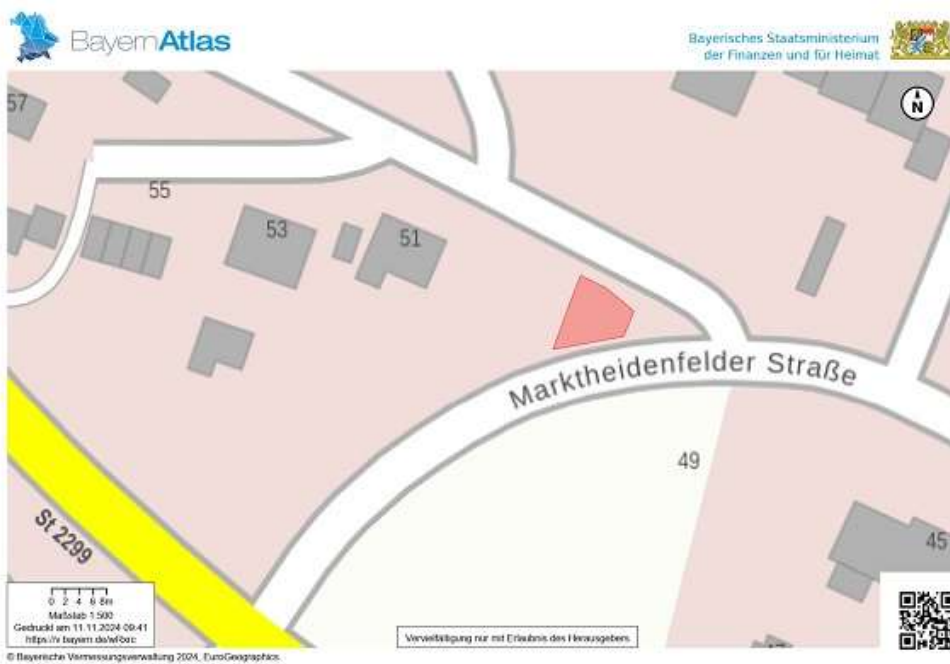 BayernAtlas
Bayerisches Staatsministerium
der Finanzen und für Heimat
N
57
55
53
51
Marktheidenfelder Straße
49
St 2299
45
0 2 4 6 8m
Maßstab 1:500
Gedruckt am 11.11.2024 09:41
Vervielfältigung nur mit Erlaubnis des Herausgebers
© Bayerische Vermessungsverwaltung 2024, EuroGeographics